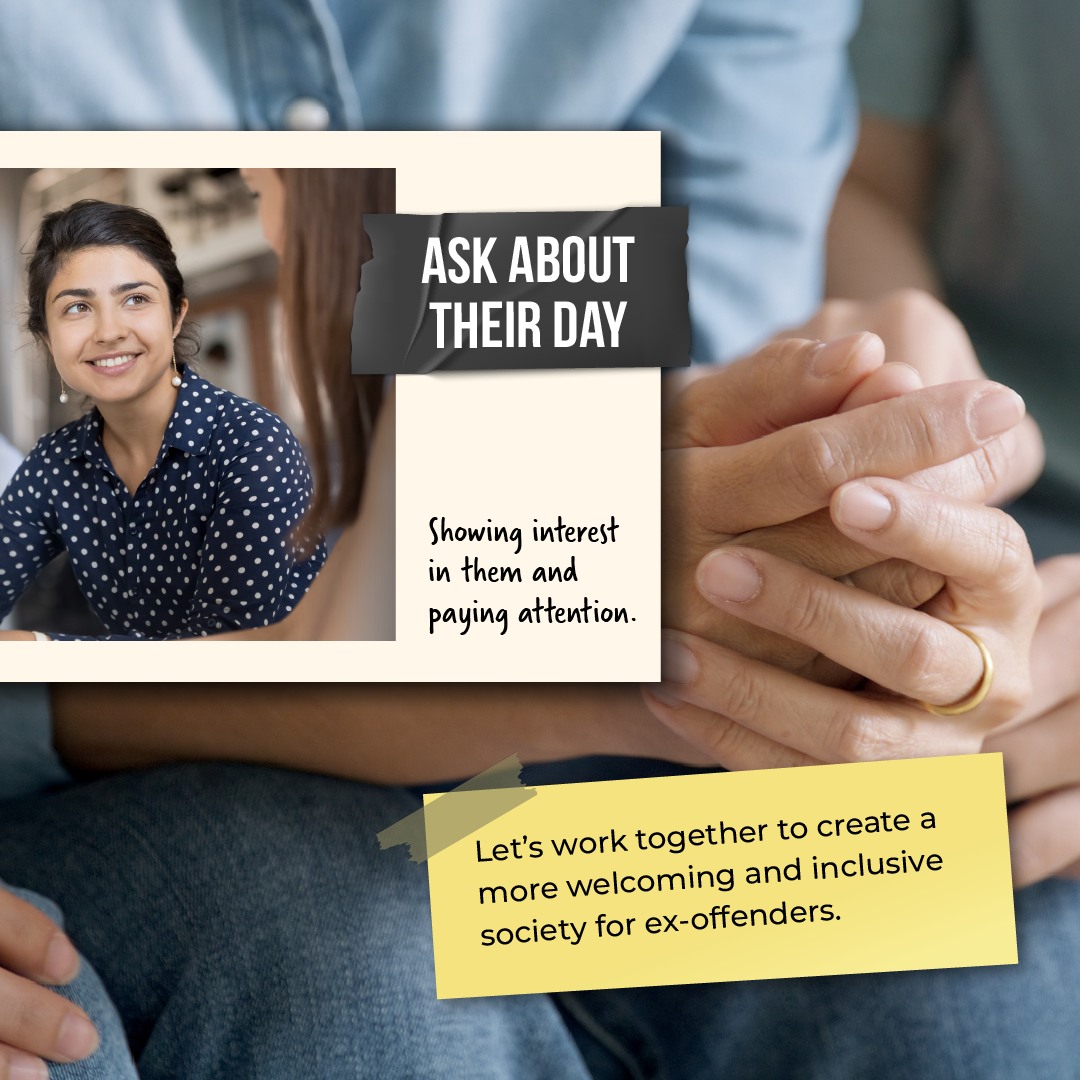 ASK ABOUT
THEIR DAY
Showing interest
in them and
paying attention.
Let’s work together to create a
more welcoming and inclusive
society for ex-offenders.